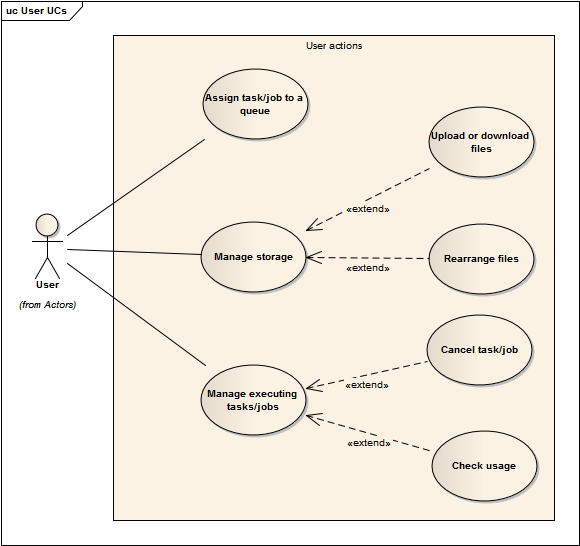 uc User UCs
User actions
Assign task/job to a
queue
Upload or download
files
«extend»
Manage storage
Rearrange files
«extend»
User
(from Actors)
Cancel task/job
«extend»
Manage executing
tasks/jobs
«extend»
Check usage